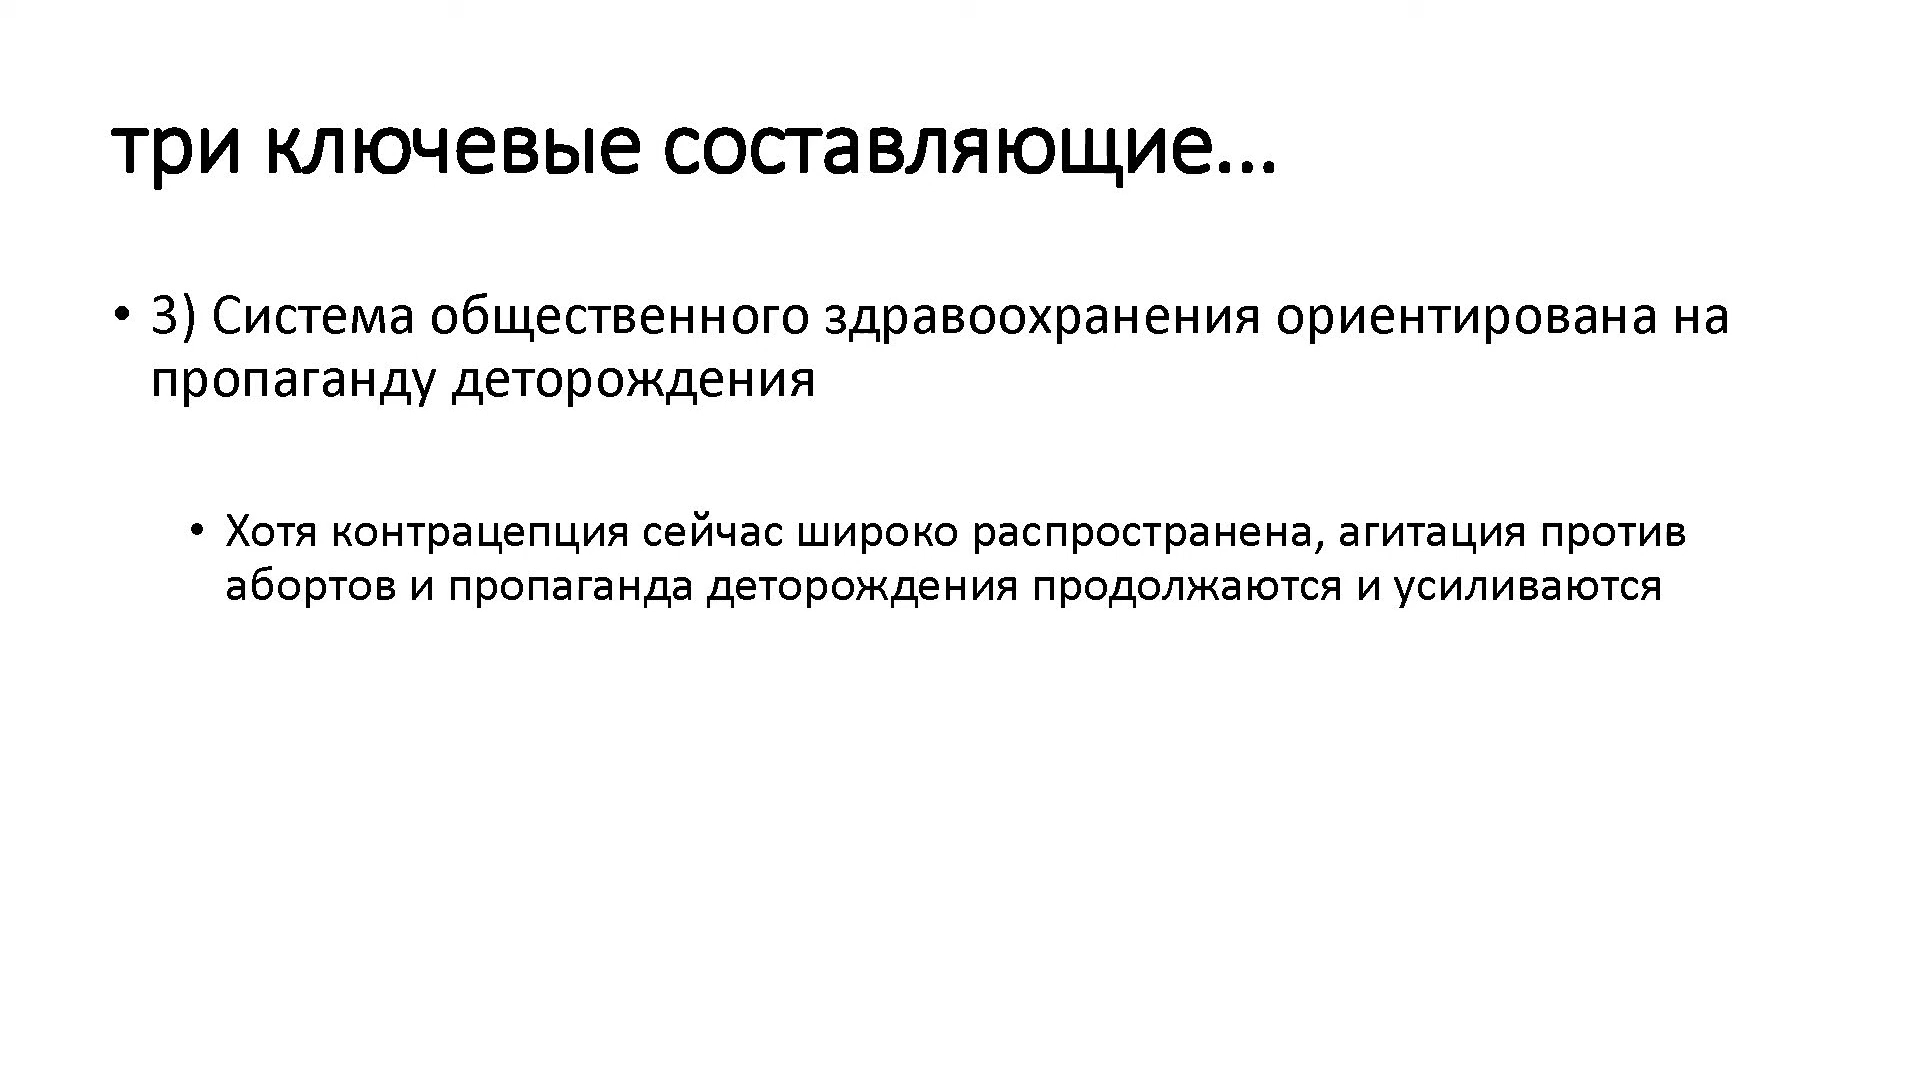 три ключевые составляющие...
• 3) Система общественного здравоохранения ориентирована на
пропаганду деторождения
• Хотя контрацепция сейчас широко распространена, агитация против
абортов и пропаганда деторождения продолжаются и усиливаются